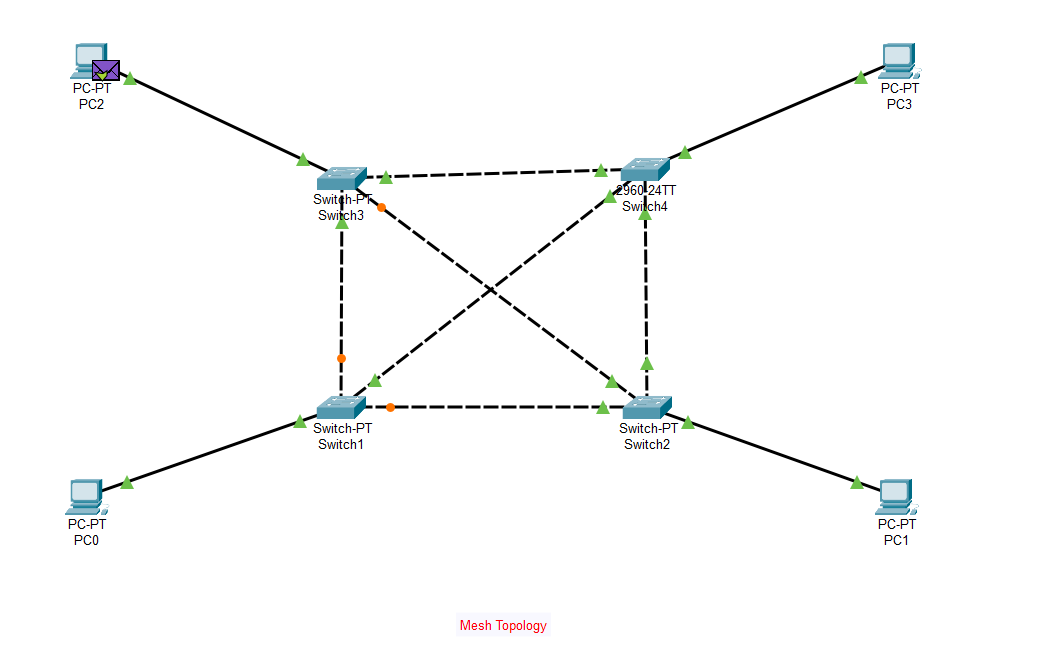 PC-PT
PC2
PC-PT
PC3
Switch-PT
Switch3
2960-24TT
Switch4
Switch-PT
Switch1
Switch-PT
Switch2
PC-PT
PC0
PC-PT
PC1
Mesh Topology